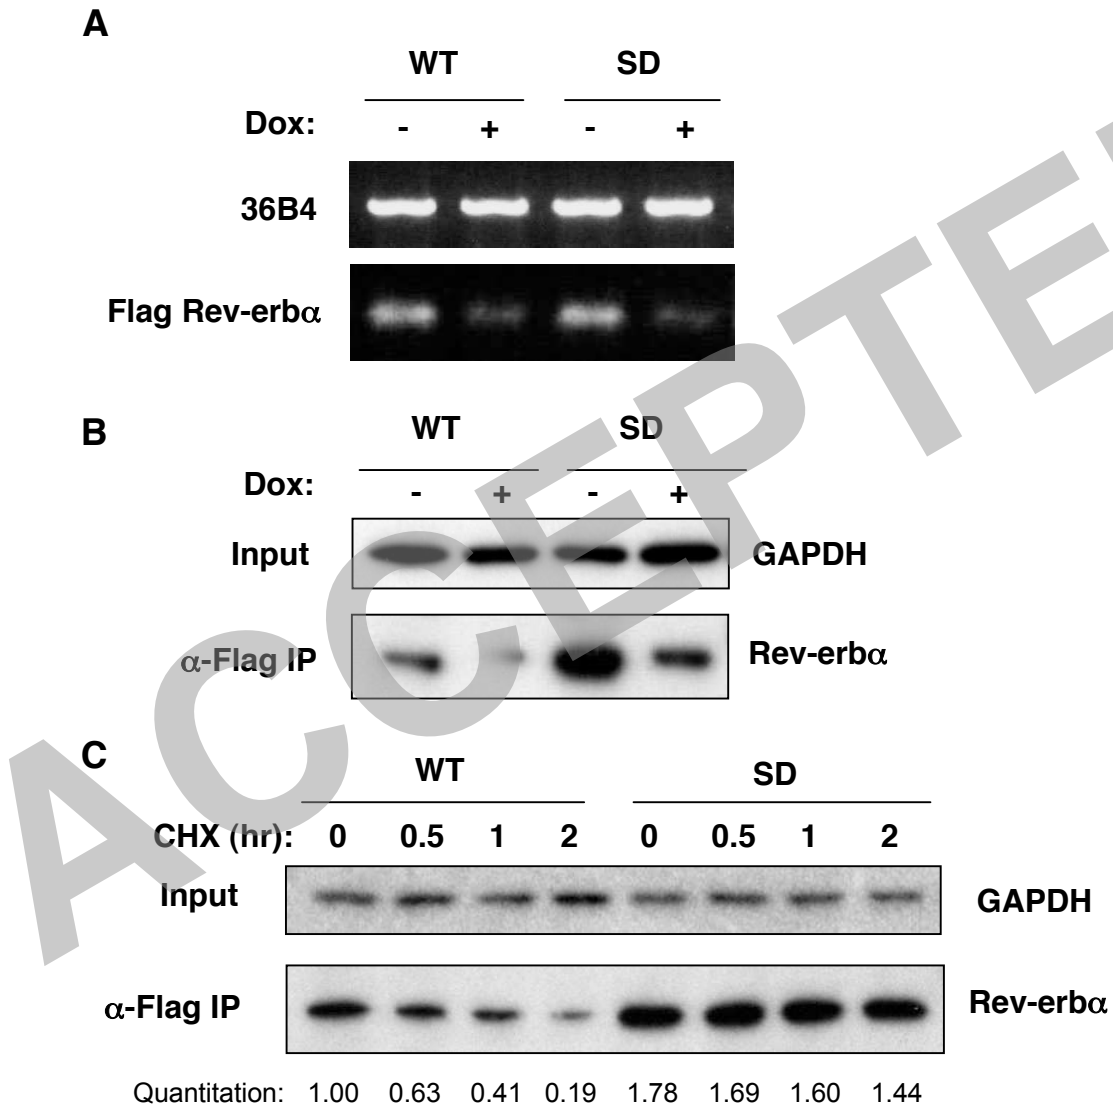 A
WT SD
Dox: - + - +
36B4
Flag Rev-erbα
B
WT SD
Dox: - + - +
Input GAPDH
α-Flag IP Rev-erbα
C
WT SD
CHX (hr): 0 0.5 1 2 0 0.5 1 2
Input GAPDH
α-Flag IP Rev-erbα
Quantitation: 1.00 0.63 0.41 0.19 1.78 1.69 1.60 1.44
ACCEPTE